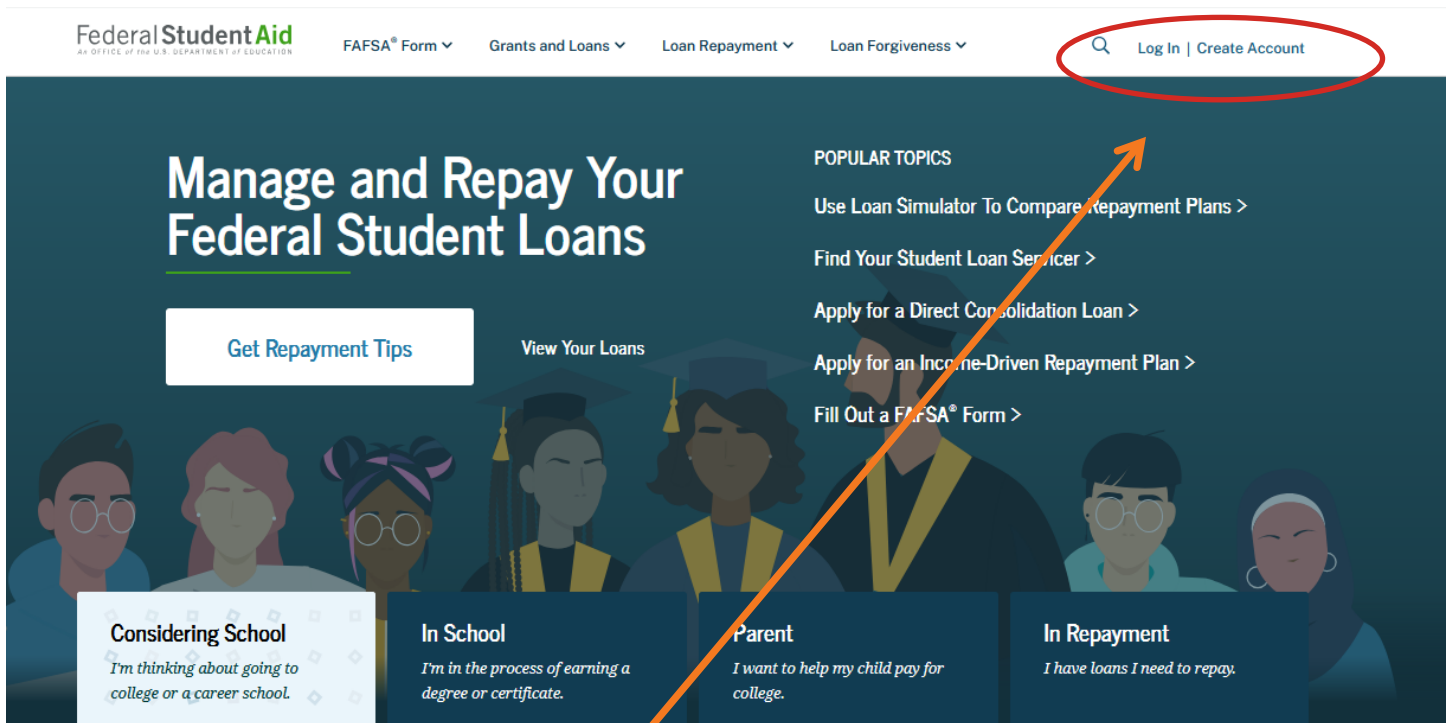 Federal Student Aid
An OFFICE of the U.S. DEPARTMENT of EDUCATION
FAFSA® Form
Grants and Loans
Loan Repayment
Loan Forgiveness
Log In | Create Account
Manage and Repay Your
Federal Student Loans
Get Repayment Tips
View Your Loans
POPULAR TOPICS
Use Loan Simulator To Compare Repayment Plans >
Find Your Student Loan Servicer >
Apply for a Direct Consolidation Loan >
Apply for an Income-Driven Repayment Plan >
Fill Out a FAFSA® Form >
Considering School
I'm thinking about going to
college or a career school.
In School
I'm in the process of earning a
degree or certificate.
Parent
I want to help my child pay for
college.
In Repayment
I have loans I need to repay.